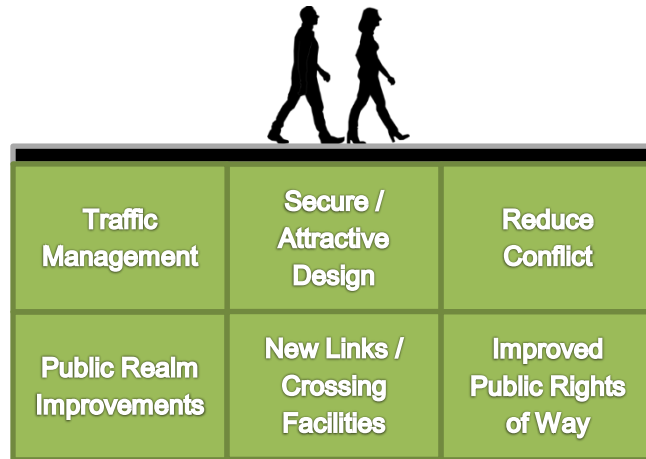 Traffic
Management
Secure /
Attractive
Design
Reduce
Conflict
Public Realm
Improvements
New Links /
Crossing
Facilities
Improved
Public Rights
of Way